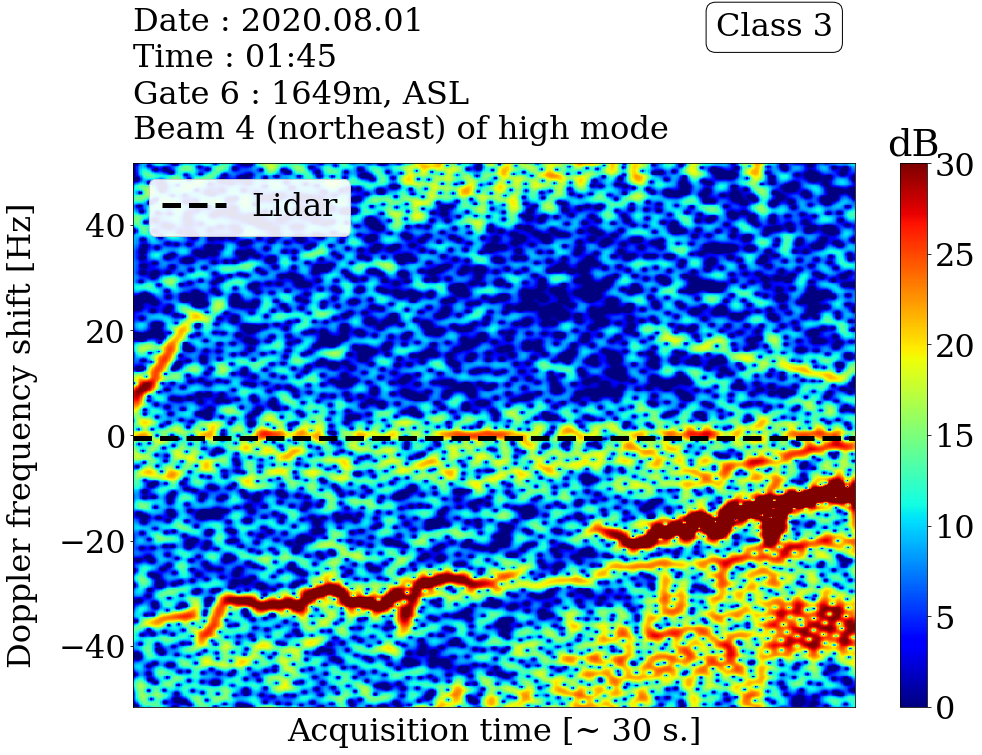 Date : 2020.08.01
Time : 01:45
Gate 6 : 1649m, ASL
Beam 4 (northeast) of high mode
Class 3
dB
Lidar
Doppler frequency shift [Hz]
40
20
0
−20
−40
Acquisition time [~ 30 s.]
30
25
20
15
10
5
0